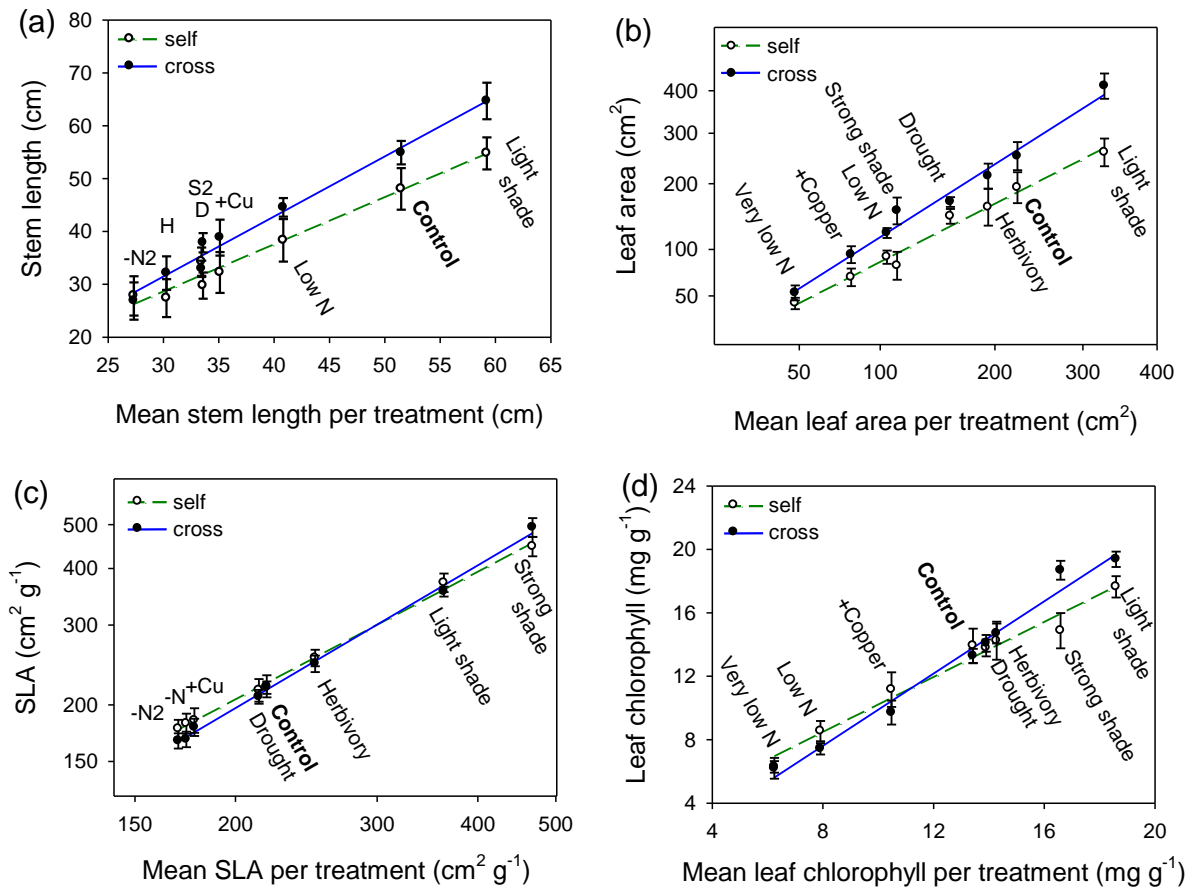 (a)
80
70
60
50
40
30
20
Stem length (cm)
self
cross
-N2
H
S2
D
+Cu
Low N
Control
Light
shade
25 30 35 40 45 50 55 60 65
Mean stem length per treatment (cm)
(b)
400
300
200
100
50
Leaf area (cm²)
self
cross
Very low N
+Copper
Low N
Strong shade
Drought
Herbivory
Control
Light
shade
50 100 200 300 400
Mean leaf area per treatment (cm²)
(c)
500
400
300
200
150
SLA (cm² g⁻¹)
self
cross
-N2
-N
+Cu
Drought
Control
Herbivory
Light shade
Strong
shade
150 200 300 400 500
Mean SLA per treatment (cm² g⁻¹)
(d)
24
20
16
12
8
4
Leaf chlorophyll (mg g⁻¹)
self
cross
Very low N
Low N
+Copper
Control
Drought
Herbivory
Strong shade
Light
shade
4 8 12 16 20
Mean leaf chlorophyll per treatment (mg g⁻¹)